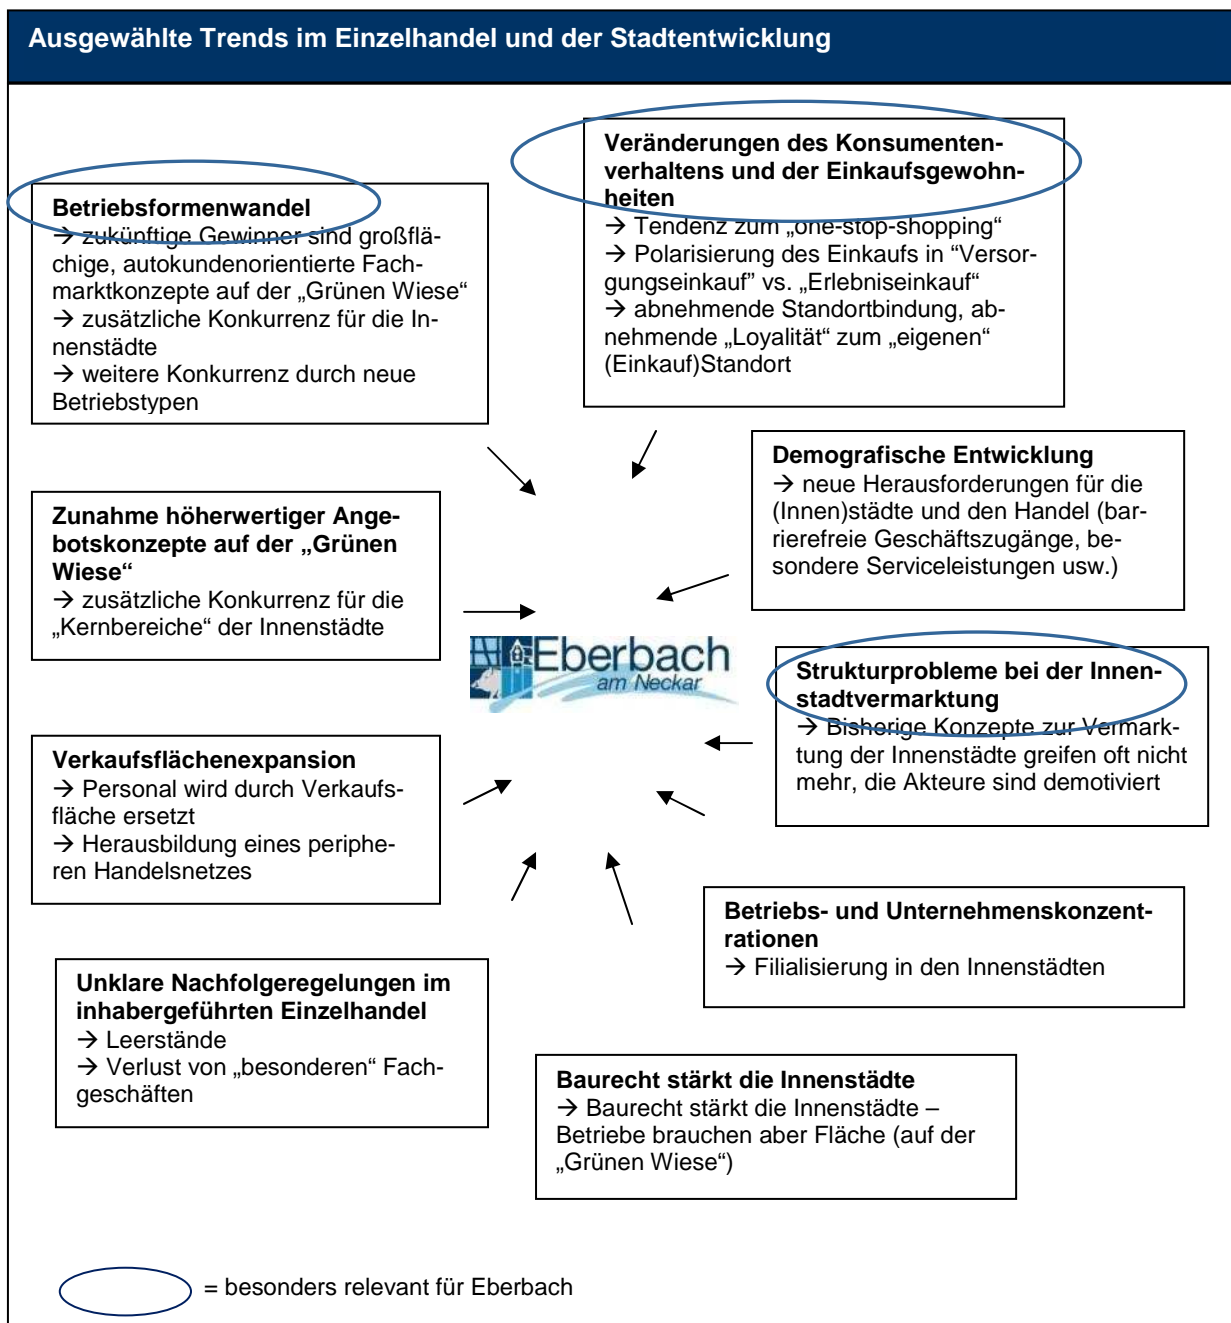 Ausgewählte Trends im Einzelhandel und der Stadtentwicklung
Veränderungen des Konsumenten-
verhaltens und der Einkaufsgewohn-
heiten
→ Tendenz zum „one-stop-shopping“
→ Polarisierung des Einkaufs in “Versor-
gungseinkauf” vs. „Erlebniseinkauf“
→ abnehmende Standortbindung, ab-
nehmende „Loyalität“ zum „eigenen“
(Einkauf)Standort
Betriebsformenwandel
→ zukünftige Gewinner sind großflä-
chige, autokundenorientierte Fach-
marktkonzepte auf der „Grünen Wiese“
→ zusätzliche Konkurrenz für die In-
nenstädte
→ weitere Konkurrenz durch neue
Betriebstypen
Demografische Entwicklung
→ neue Herausforderungen für die
(Innen)städte und den Handel (bar-
rierefreie Geschäftszugänge, be-
sondere Serviceleistungen usw.)
Zunahme höherwertiger Ange-
botskonzepte auf der „Grünen
Wiese“
→ zusätzliche Konkurrenz für die
„Kernbereiche“ der Innenstädte
Eberbach
am Neckar
Strukturprobleme bei der Innen-
stadtvermarktung
→ Bisherige Konzepte zur Vermark-
tung der Innenstädte greifen oft nicht
mehr, die Akteure sind demotiviert
Verkaufsflächenexpansion
→ Personal wird durch Verkaufs-
fläche ersetzt
→ Herausbildung eines periphe-
ren Handelsnetzes
Betriebs- und Unternehmenskonzent-
rationen
→ Filialisierung in den Innenstädten
Unklare Nachfolgeregelungen im
inhabergeführten Einzelhandel
→ Leerstände
→ Verlust von „besonderen“ Fach-
geschäften
Baurecht stärkt die Innenstädte
→ Baurecht stärkt die Innenstädte –
Betriebe brauchen aber Fläche (auf der
„Grünen Wiese“)
= besonders relevant für Eberbach